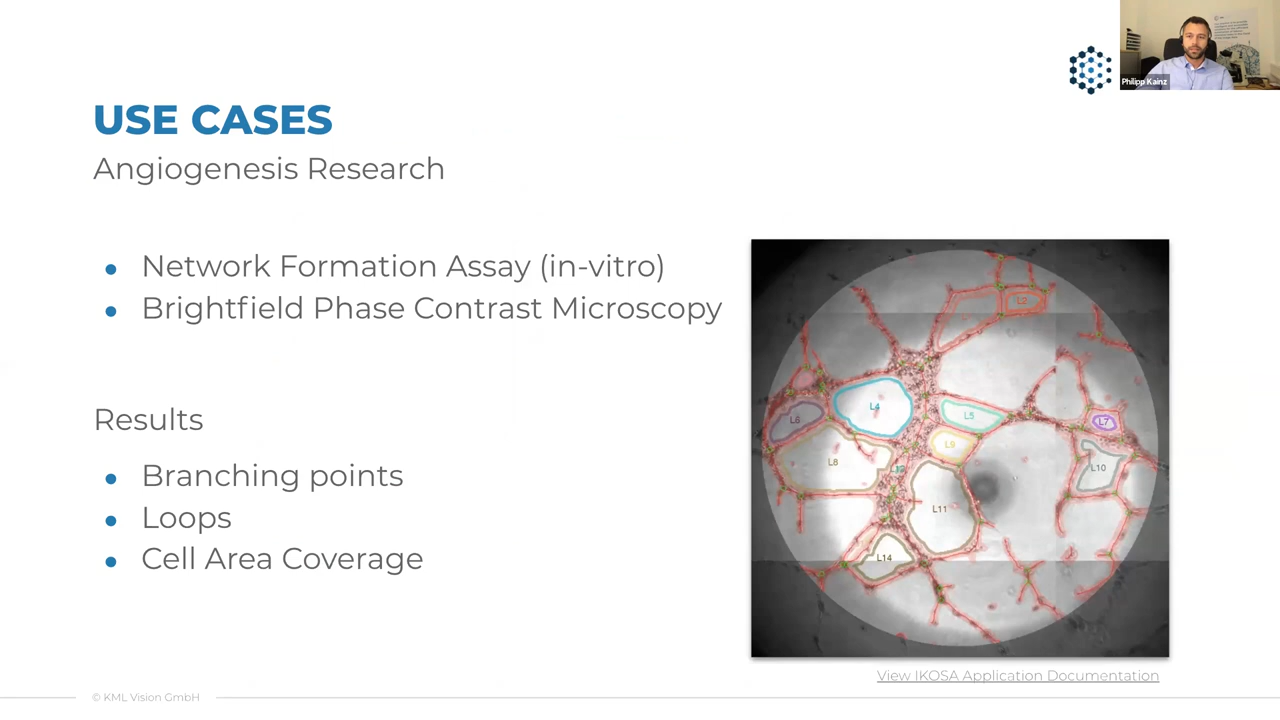 Philipp Kainz
USE CASES
Angiogenesis Research
• Network Formation Assay (in-vitro)
• Brightfield Phase Contrast Microscopy
Results
• Branching points
• Loops
• Cell Area Coverage
L2
L4
L5
L6
L7
L9
L8
L10
L11
L14
View IKOSA Application Documentation
© KML Vision GmbH